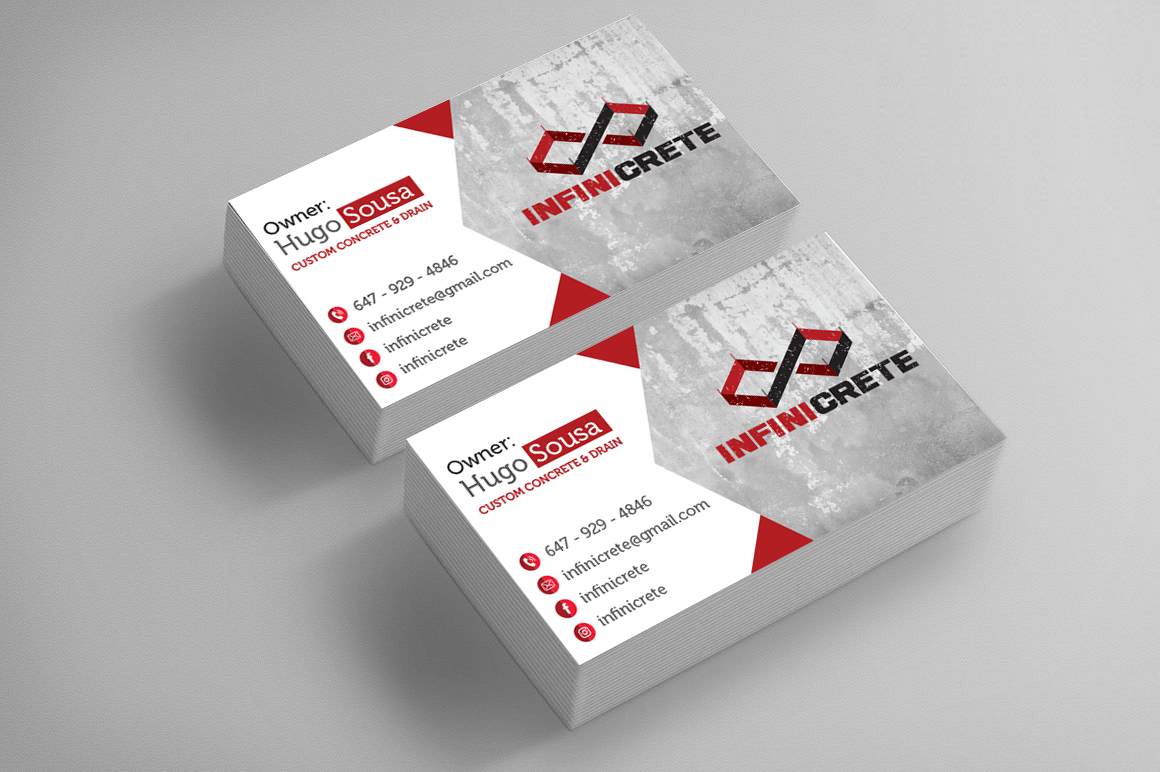 Owner:
Hugo Sousa
CUSTOM CONCRETE & DRAIN
647 - 929 - 4846
infinicrete@gmail.com
infinicrete
infinicrete
INFINICRETE
Owner:
Hugo Sousa
CUSTOM CONCRETE & DRAIN
647 - 929 - 4846
infinicrete@gmail.com
infinicrete
infinicrete
INFINICRETE